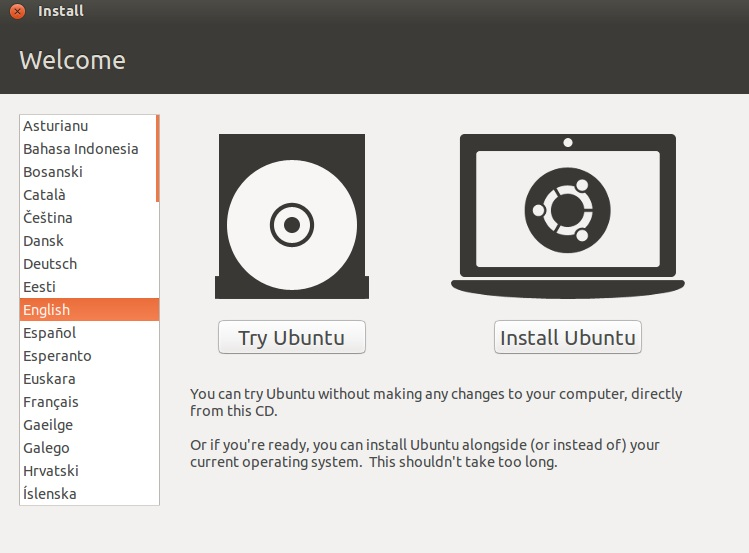 Install
Welcome
Asturianu
Bahasa Indonesia
Bosanski
Català
Čeština
Dansk
Deutsch
Eesti
English
Español
Esperanto
Euskara
Français
Gaeilge
Galego
Hrvatski
Íslenska
Try Ubuntu
Install Ubuntu
You can try Ubuntu without making any changes to your computer, directly
from this CD.
Or if you're ready, you can install Ubuntu alongside (or instead of) your
current operating system.  This shouldn't take too long.